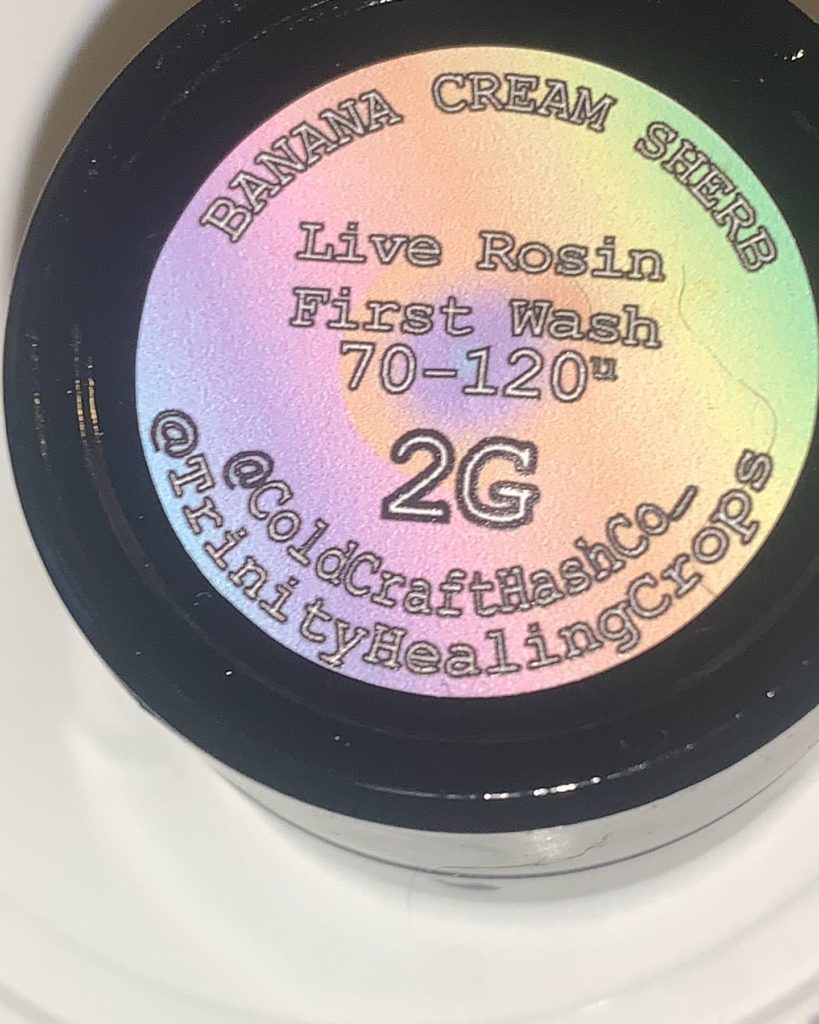 BANANA CREAM SHERB
Live Rosin
First Wash
70-120u
2G
@ColdCraftHashCo_
@TrinityHealingCrops